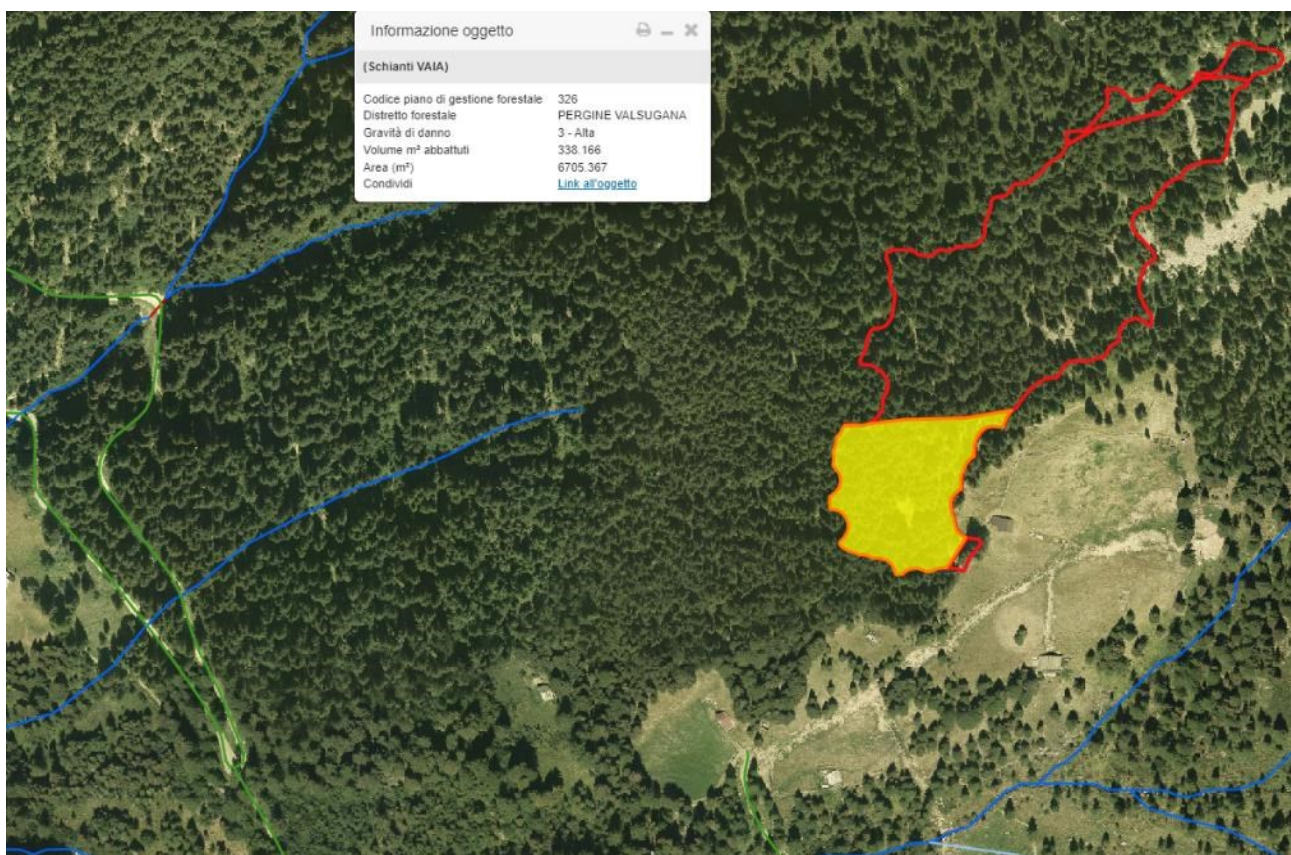 Informazione oggetto
(Schianti VAIA)
Codice piano di gestione forestale 326
Distretto forestale PERGINE VALSUGANA
Gravità di danno 3 - Alta
Volume m³ abbattuti 338.166
Area (m²) 6705.367
Condividi Link all'oggetto